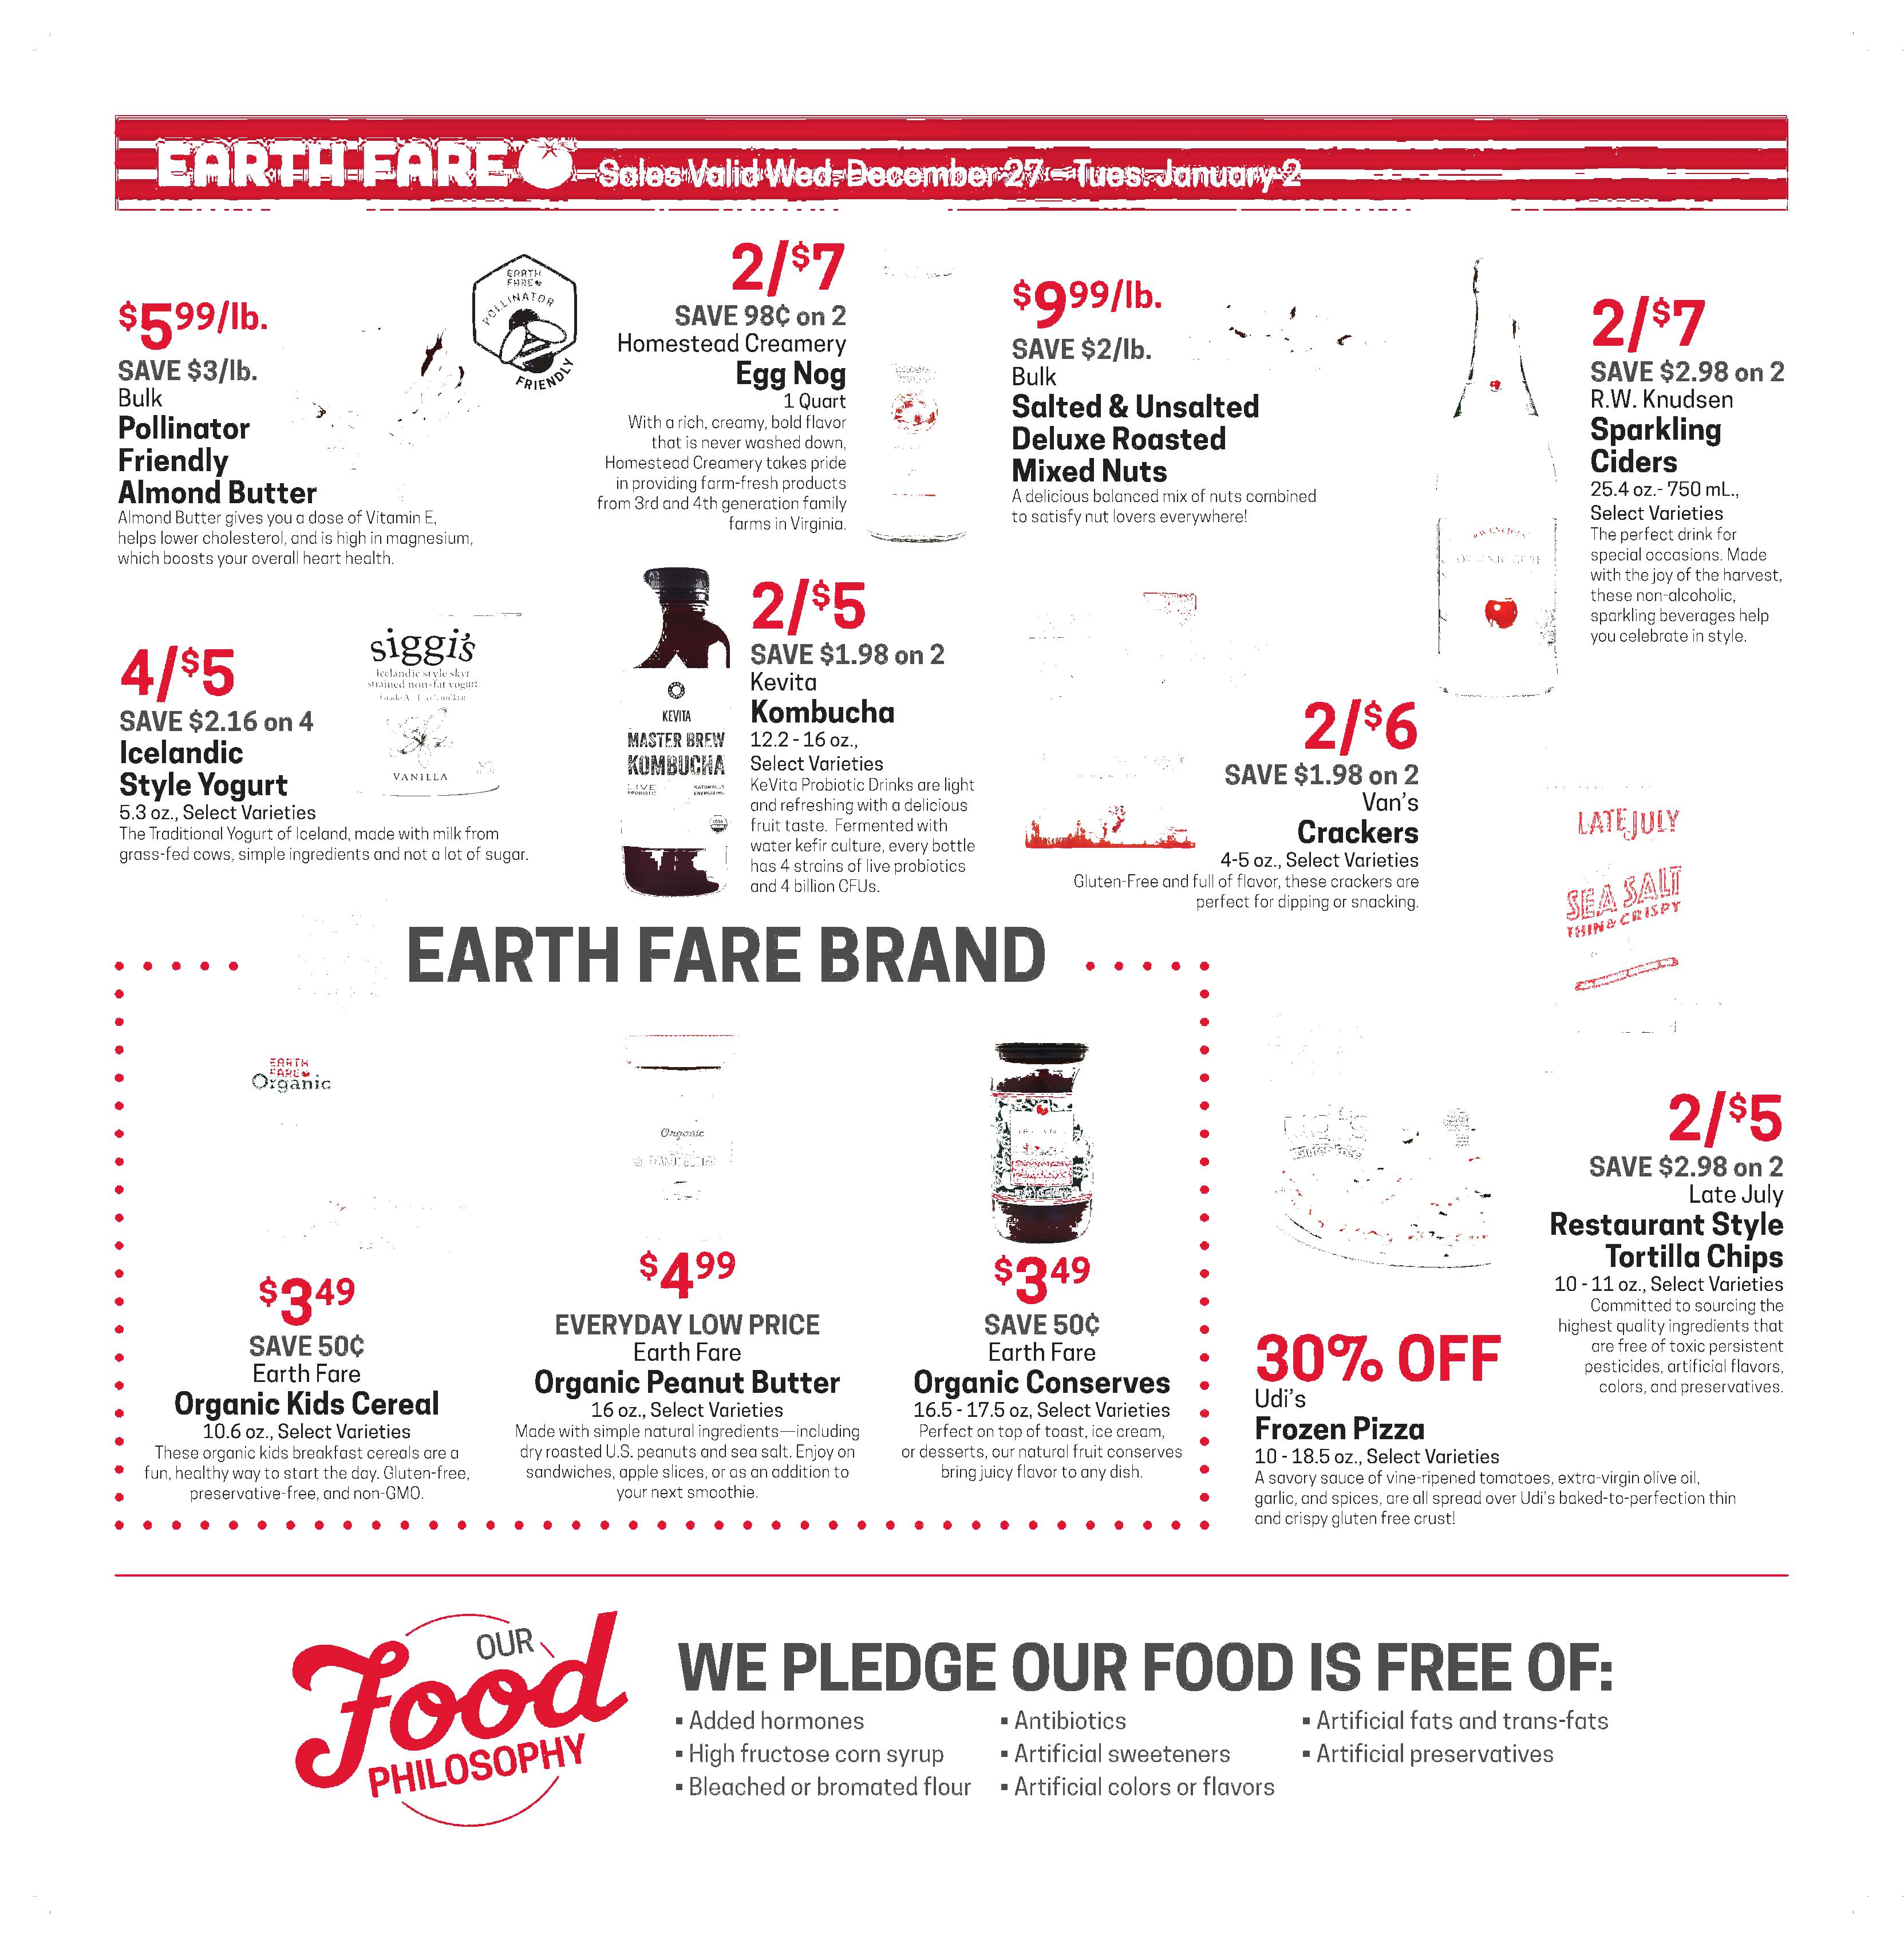 EARTH FARE
Sales Valid Wed. December 27 - Tues. January 2
$5.99/lb.
SAVE $3/lb.
Bulk
Pollinator
Friendly
Almond Butter
Almond Butter gives you a dose of Vitamin E,
helps lower cholesterol, and is high in magnesium,
which boosts your overall heart health.
EARTH
FARE
POLLINATOR
FRIENDLY
2/$7
SAVE 98¢ on 2
Homestead Creamery
Egg Nog
1 Quart
With a rich, creamy, bold flavor
that is never washed down,
Homestead Creamery takes pride
in providing farm-fresh products
from 3rd and 4th generation family
farms in Virginia.
$9.99/lb.
SAVE $2/lb.
Bulk
Salted & Unsalted
Deluxe Roasted
Mixed Nuts
A delicious balanced mix of nuts combined
to satisfy nut lovers everywhere!
2/$7
SAVE $2.98 on 2
R.W. Knudsen
Sparkling
Ciders
25.4 oz.- 750 mL.,
Select Varieties
The perfect drink for
special occasions. Made
with the joy of the harvest,
these non-alcoholic,
sparkling beverages help
you celebrate in style.
4/$5
SAVE $2.16 on 4
Icelandic
Style Yogurt
5.3 oz., Select Varieties
The Traditional Yogurt of Iceland, made with milk from
grass-fed cows, simple ingredients and not a lot of sugar.
siggi's
Icelandic style skyr
strained non-fat yogurt
VANILLA
KEVITA
MASTER BREW
KOMBUCHA
LIVE
PROBIOTIC
NATURALLY
ENERGIZING
2/$5
SAVE $1.98 on 2
Kevita
Kombucha
12.2 - 16 oz.,
Select Varieties
KeVita Probiotic Drinks are light
and refreshing with a delicious
fruit taste. Fermented with
water kefir culture, every bottle
has 4 strains of live probiotics
and 4 billion CFUs.
2/$6
SAVE $1.98 on 2
Van's
Crackers
4-5 oz., Select Varieties
Gluten-Free and full of flavor, these crackers are
perfect for dipping or snacking.
LATE JULY
SEA SALT
THIN & CRISPY
2/$5
SAVE $2.98 on 2
Late July
Restaurant Style
Tortilla Chips
10 - 11 oz., Select Varieties
Committed to sourcing the
highest quality ingredients that
are free of toxic persistent
pesticides, artificial flavors,
colors, and preservatives.
EARTH FARE BRAND
EARTH
FARE
Organic
$3.49
SAVE 50¢
Earth Fare
Organic Kids Cereal
10.6 oz., Select Varieties
These organic kids breakfast cereals are a
fun, healthy way to start the day. Gluten-free,
preservative-free, and non-GMO.
Organic
$4.99
EVERYDAY LOW PRICE
Earth Fare
Organic Peanut Butter
16 oz., Select Varieties
Made with simple natural ingredients—including
dry roasted U.S. peanuts and sea salt. Enjoy on
sandwiches, apple slices, or as an addition to
your next smoothie.
$3.49
SAVE 50¢
Earth Fare
Organic Conserves
16.5 - 17.5 oz, Select Varieties
Perfect on top of toast, ice cream,
or desserts, our natural fruit conserves
bring juicy flavor to any dish.
udi's
30% OFF
Udi's
Frozen Pizza
10 - 18.5 oz., Select Varieties
A savory sauce of vine-ripened tomatoes, extra-virgin olive oil,
garlic, and spices, are all spread over Udi's baked-to-perfection thin
and crispy gluten free crust!
OUR
Food
PHILOSOPHY
WE PLEDGE OUR FOOD IS FREE OF:
▪ Added hormones
▪ High fructose corn syrup
▪ Bleached or bromated flour
▪ Antibiotics
▪ Artificial sweeteners
▪ Artificial colors or flavors
▪ Artificial fats and trans-fats
▪ Artificial preservatives